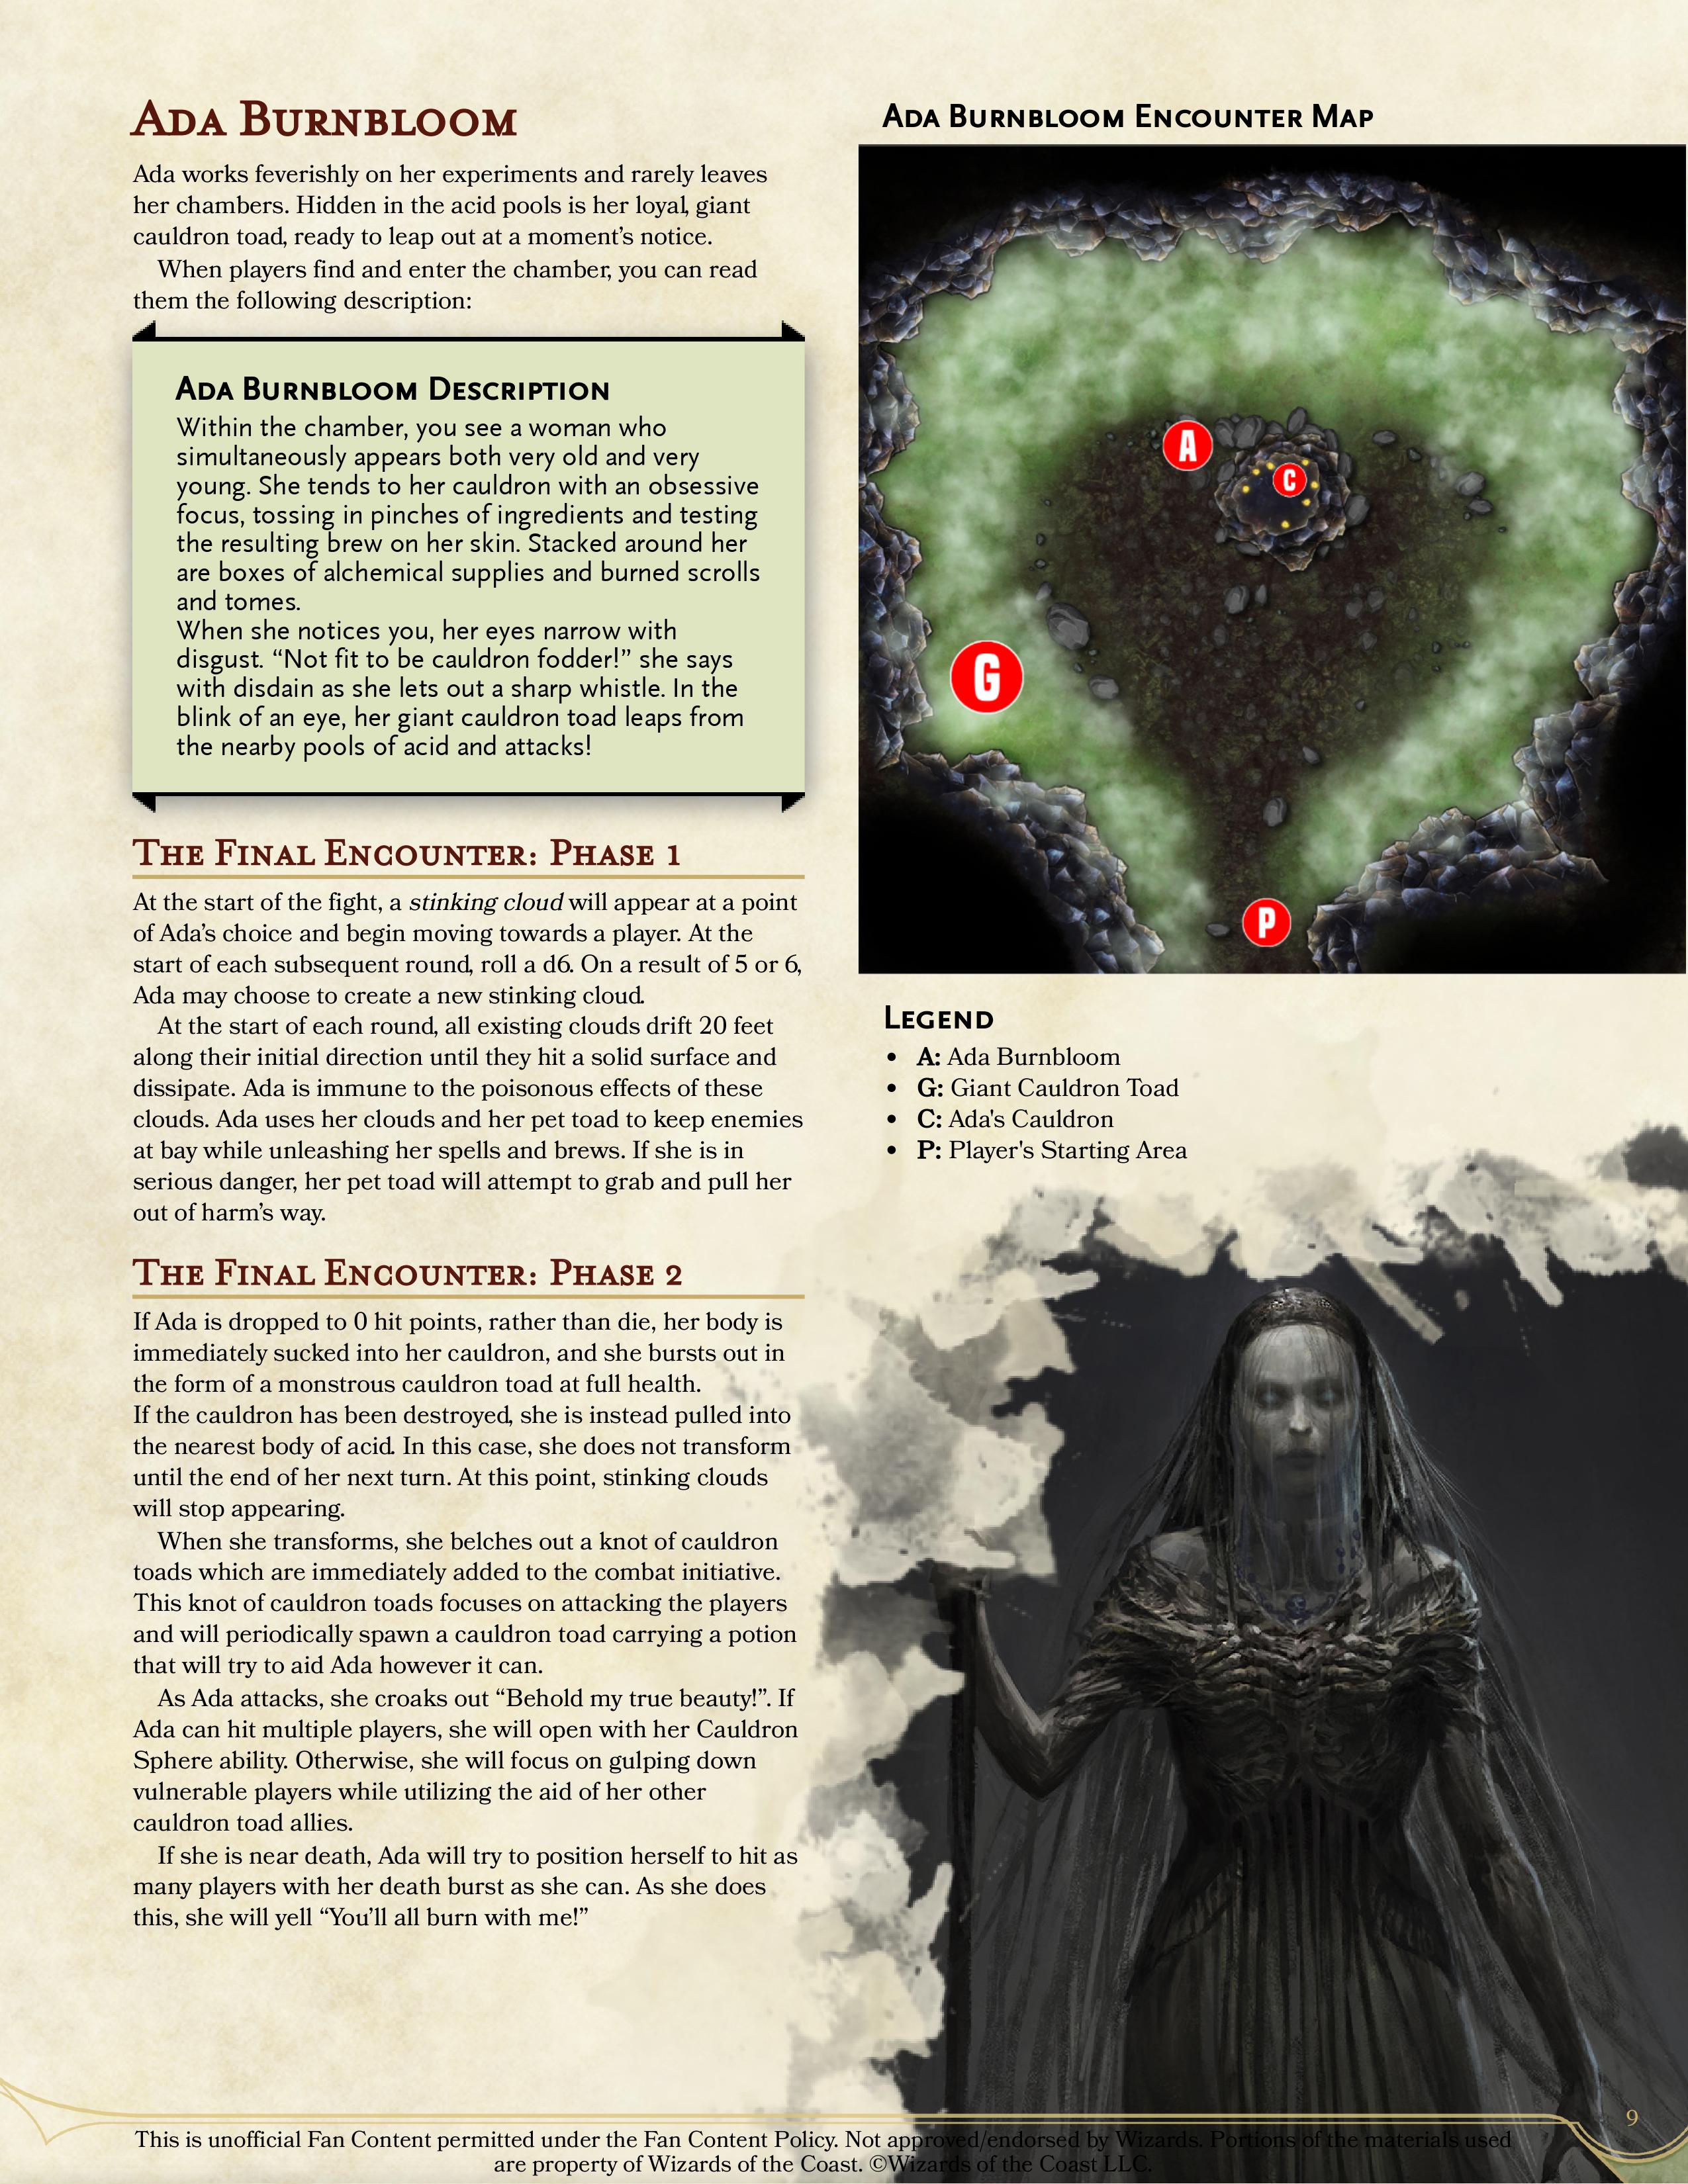 Ada Burnbloom
Ada works feverishly on her experiments and rarely leaves
her chambers. Hidden in the acid pools is her loyal, giant
cauldron toad, ready to leap out at a moment's notice.
When players find and enter the chamber, you can read
them the following description:
Ada Burnbloom Description
Within the chamber, you see a woman who
simultaneously appears both very old and very
young. She tends to her cauldron with an obsessive
focus, tossing in pinches of ingredients and testing
the resulting brew on her skin. Stacked around her
are boxes of alchemical supplies and burned scrolls
and tomes.
When she notices you, her eyes narrow with
disgust. “Not fit to be cauldron fodder!” she says
with disdain as she lets out a sharp whistle. In the
blink of an eye, her giant cauldron toad leaps from
the nearby pools of acid and attacks!
The Final Encounter: Phase 1
At the start of the fight, a stinking cloud will appear at a point
of Ada's choice and begin moving towards a player. At the
start of each subsequent round, roll a d6. On a result of 5 or 6,
Ada may choose to create a new stinking cloud.
At the start of each round, all existing clouds drift 20 feet
along their initial direction until they hit a solid surface and
dissipate. Ada is immune to the poisonous effects of these
clouds. Ada uses her clouds and her pet toad to keep enemies
at bay while unleashing her spells and brews. If she is in
serious danger, her pet toad will attempt to grab and pull her
out of harm's way.
The Final Encounter: Phase 2
If Ada is dropped to 0 hit points, rather than die, her body is
immediately sucked into her cauldron, and she bursts out in
the form of a monstrous cauldron toad at full health.
If the cauldron has been destroyed, she is instead pulled into
the nearest body of acid. In this case, she does not transform
until the end of her next turn. At this point, stinking clouds
will stop appearing.
When she transforms, she belches out a knot of cauldron
toads which are immediately added to the combat initiative.
This knot of cauldron toads focuses on attacking the players
and will periodically spawn a cauldron toad carrying a potion
that will try to aid Ada however it can.
As Ada attacks, she croaks out “Behold my true beauty!”. If
Ada can hit multiple players, she will open with her Cauldron
Sphere ability. Otherwise, she will focus on gulping down
vulnerable players while utilizing the aid of her other
cauldron toad allies.
If she is near death, Ada will try to position herself to hit as
many players with her death burst as she can. As she does
this, she will yell “You'll all burn with me!”
Ada Burnbloom Encounter Map
A
C
G
P
Legend
• A: Ada Burnbloom
• G: Giant Cauldron Toad
• C: Ada's Cauldron
• P: Player's Starting Area
9
This is unofficial Fan Content permitted under the Fan Content Policy. Not approved/endorsed by Wizards. Portions of the materials used
are property of Wizards of the Coast. ©Wizards of the Coast LLC.